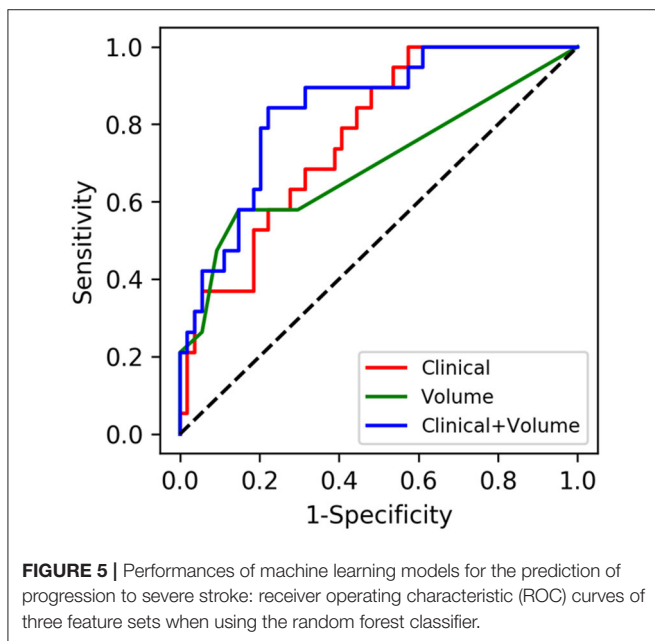 1.0
0.8
0.6
0.4
0.2
0.0
Sensitivity
Clinical
Volume
Clinical+Volume
0.0 0.2 0.4 0.6 0.8 1.0
1-Specificity
FIGURE 5 | Performances of machine learning models for the prediction of
progression to severe stroke: receiver operating characteristic (ROC) curves of
three feature sets when using the random forest classifier.